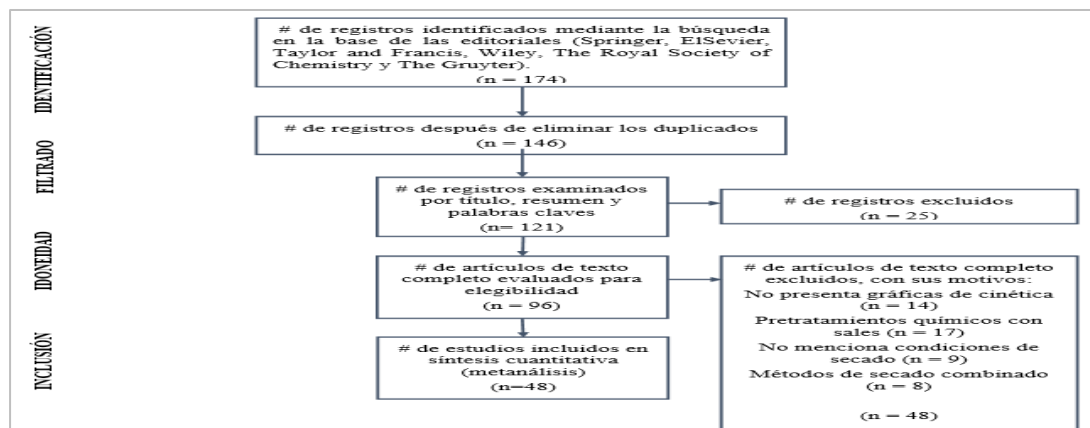 IDENTIFICACIÓN
# de registros identificados mediante la búsqueda
en la base de las editoriales (Springer, ElSevier,
Taylor and Francis, Wiley, The Royal Society of
Chemistry y The Gruyter).
(n = 174)
FILTRADO
# de registros después de eliminar los duplicados
(n = 146)
# de registros examinados
por título, resumen y
palabras claves
(n= 121)
# de registros excluidos
(n = 25)
IDONEIDAD
# de artículos de texto
completo evaluados para
elegibilidad
(n = 96)
# de artículos de texto completo
excluidos, con sus motivos:
No presenta gráficas de cinética
(n = 14)
Pretratamientos químicos con
sales (n = 17)
No menciona condiciones de
secado (n = 9)
Métodos de secado combinado
(n = 8)
(n = 48)
INCLUSIÓN
# de estudios incluidos en
síntesis cuantitativa
(metanálisis)
(n=48)